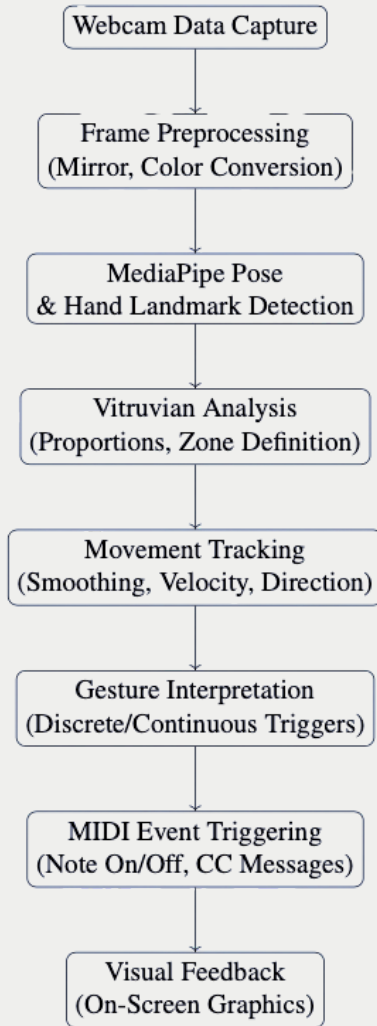 Webcam Data Capture
Frame Preprocessing
(Mirror, Color Conversion)
MediaPipe Pose
& Hand Landmark Detection
Vitruvian Analysis
(Proportions, Zone Definition)
Movement Tracking
(Smoothing, Velocity, Direction)
Gesture Interpretation
(Discrete/Continuous Triggers)
MIDI Event Triggering
(Note On/Off, CC Messages)
Visual Feedback
(On-Screen Graphics)